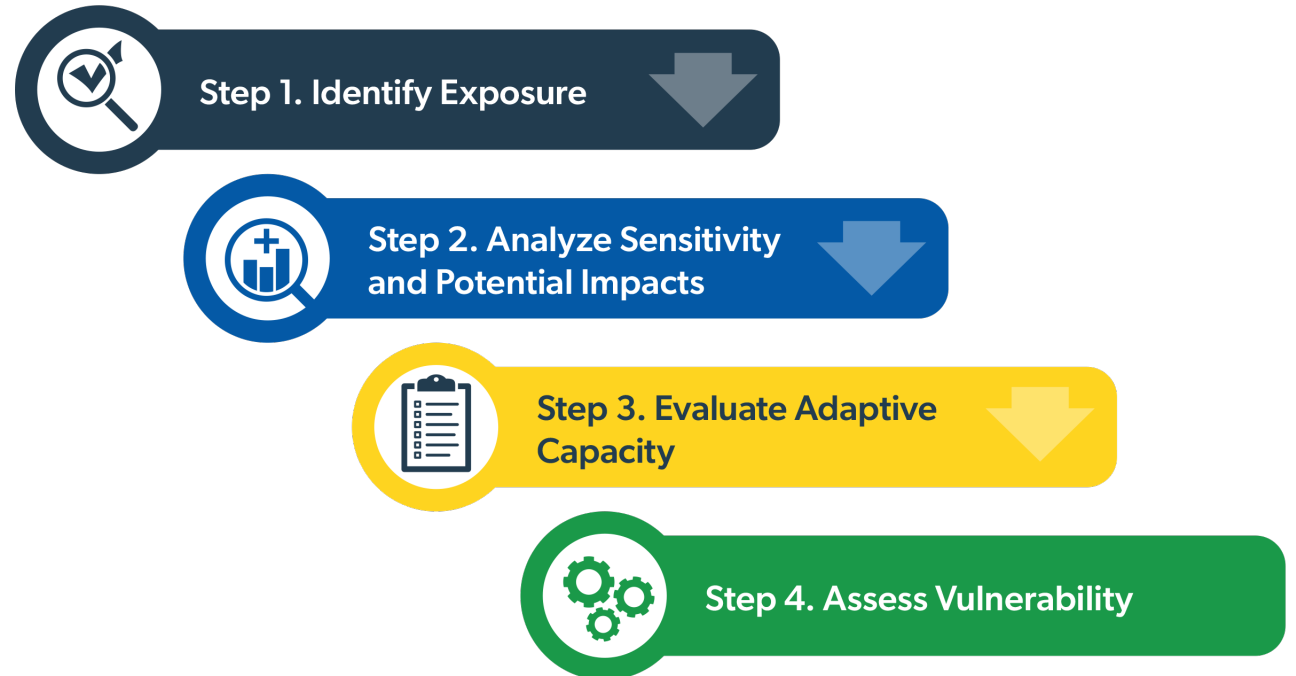 Step 1. Identify Exposure
Step 2. Analyze Sensitivity
and Potential Impacts
Step 3. Evaluate Adaptive
Capacity
Step 4. Assess Vulnerability